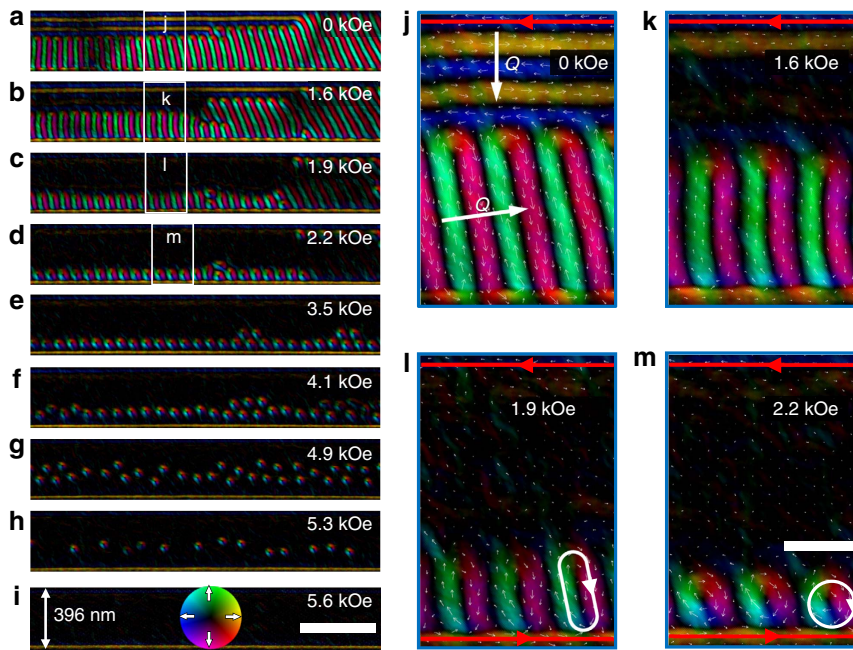 a
j
0 kOe
b
k
1.6 kOe
c
l
1.9 kOe
d
m
2.2 kOe
e
3.5 kOe
f
4.1 kOe
g
4.9 kOe
h
5.3 kOe
i
396 nm
5.6 kOe
j
Q
0 kOe
Q
k
1.6 kOe
l
1.9 kOe
m
2.2 kOe